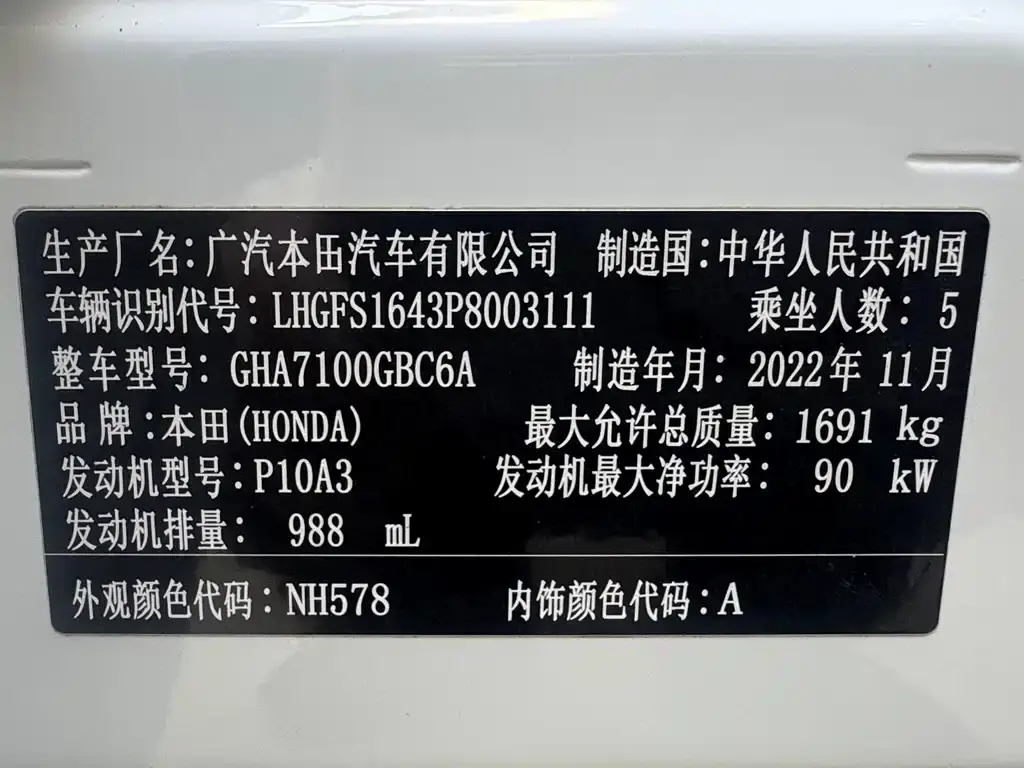 生产厂名:广汽本田汽车有限公司 制造国:中华人民共和国
车辆识别代号:LHGFS1643P8003111 乘坐人数:5
整车型号:GHA7100GBC6A 制造年月:2022年11月
品牌:本田(HONDA) 最大允许总质量:1691 kg
发动机型号:P10A3 发动机最大净功率:90 kW
发动机排量:988 mL
外观颜色代码:NH578 内饰颜色代码:A